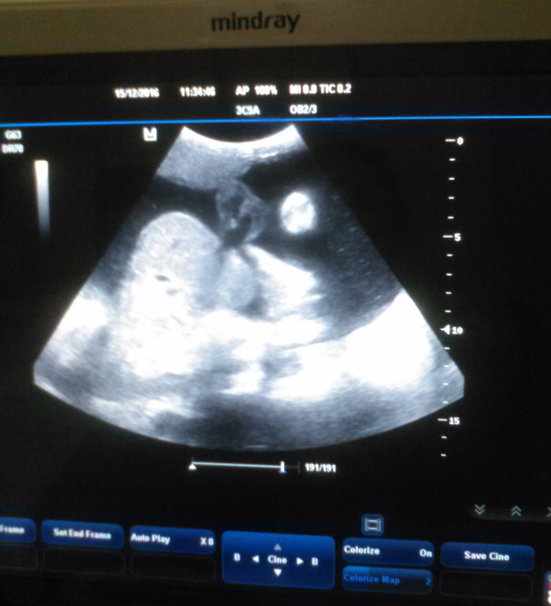 mindray
15/12/2016 11:34:46 AP 100% MI 0.8 TIC 0.2
3C5A OB2/3
G63
DR70
M
0
5
10
15
191/191
Frame
Set End Frame
Auto Play X 8
B Cine B
Colorize On
Colorize Map 2
Save Cine